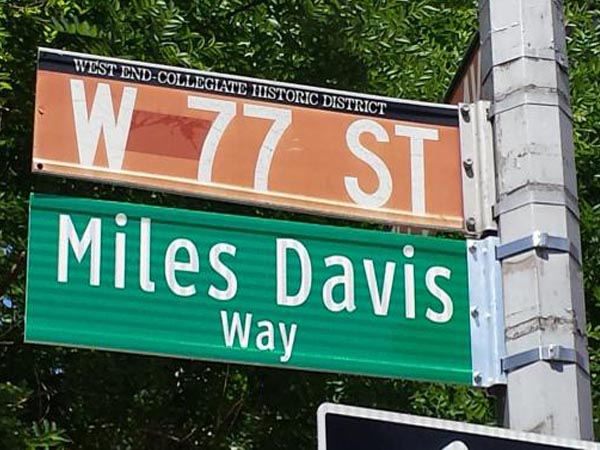 WEST END-COLLEGIATE HISTORIC DISTRICT
W 77 ST
Miles Davis
Way